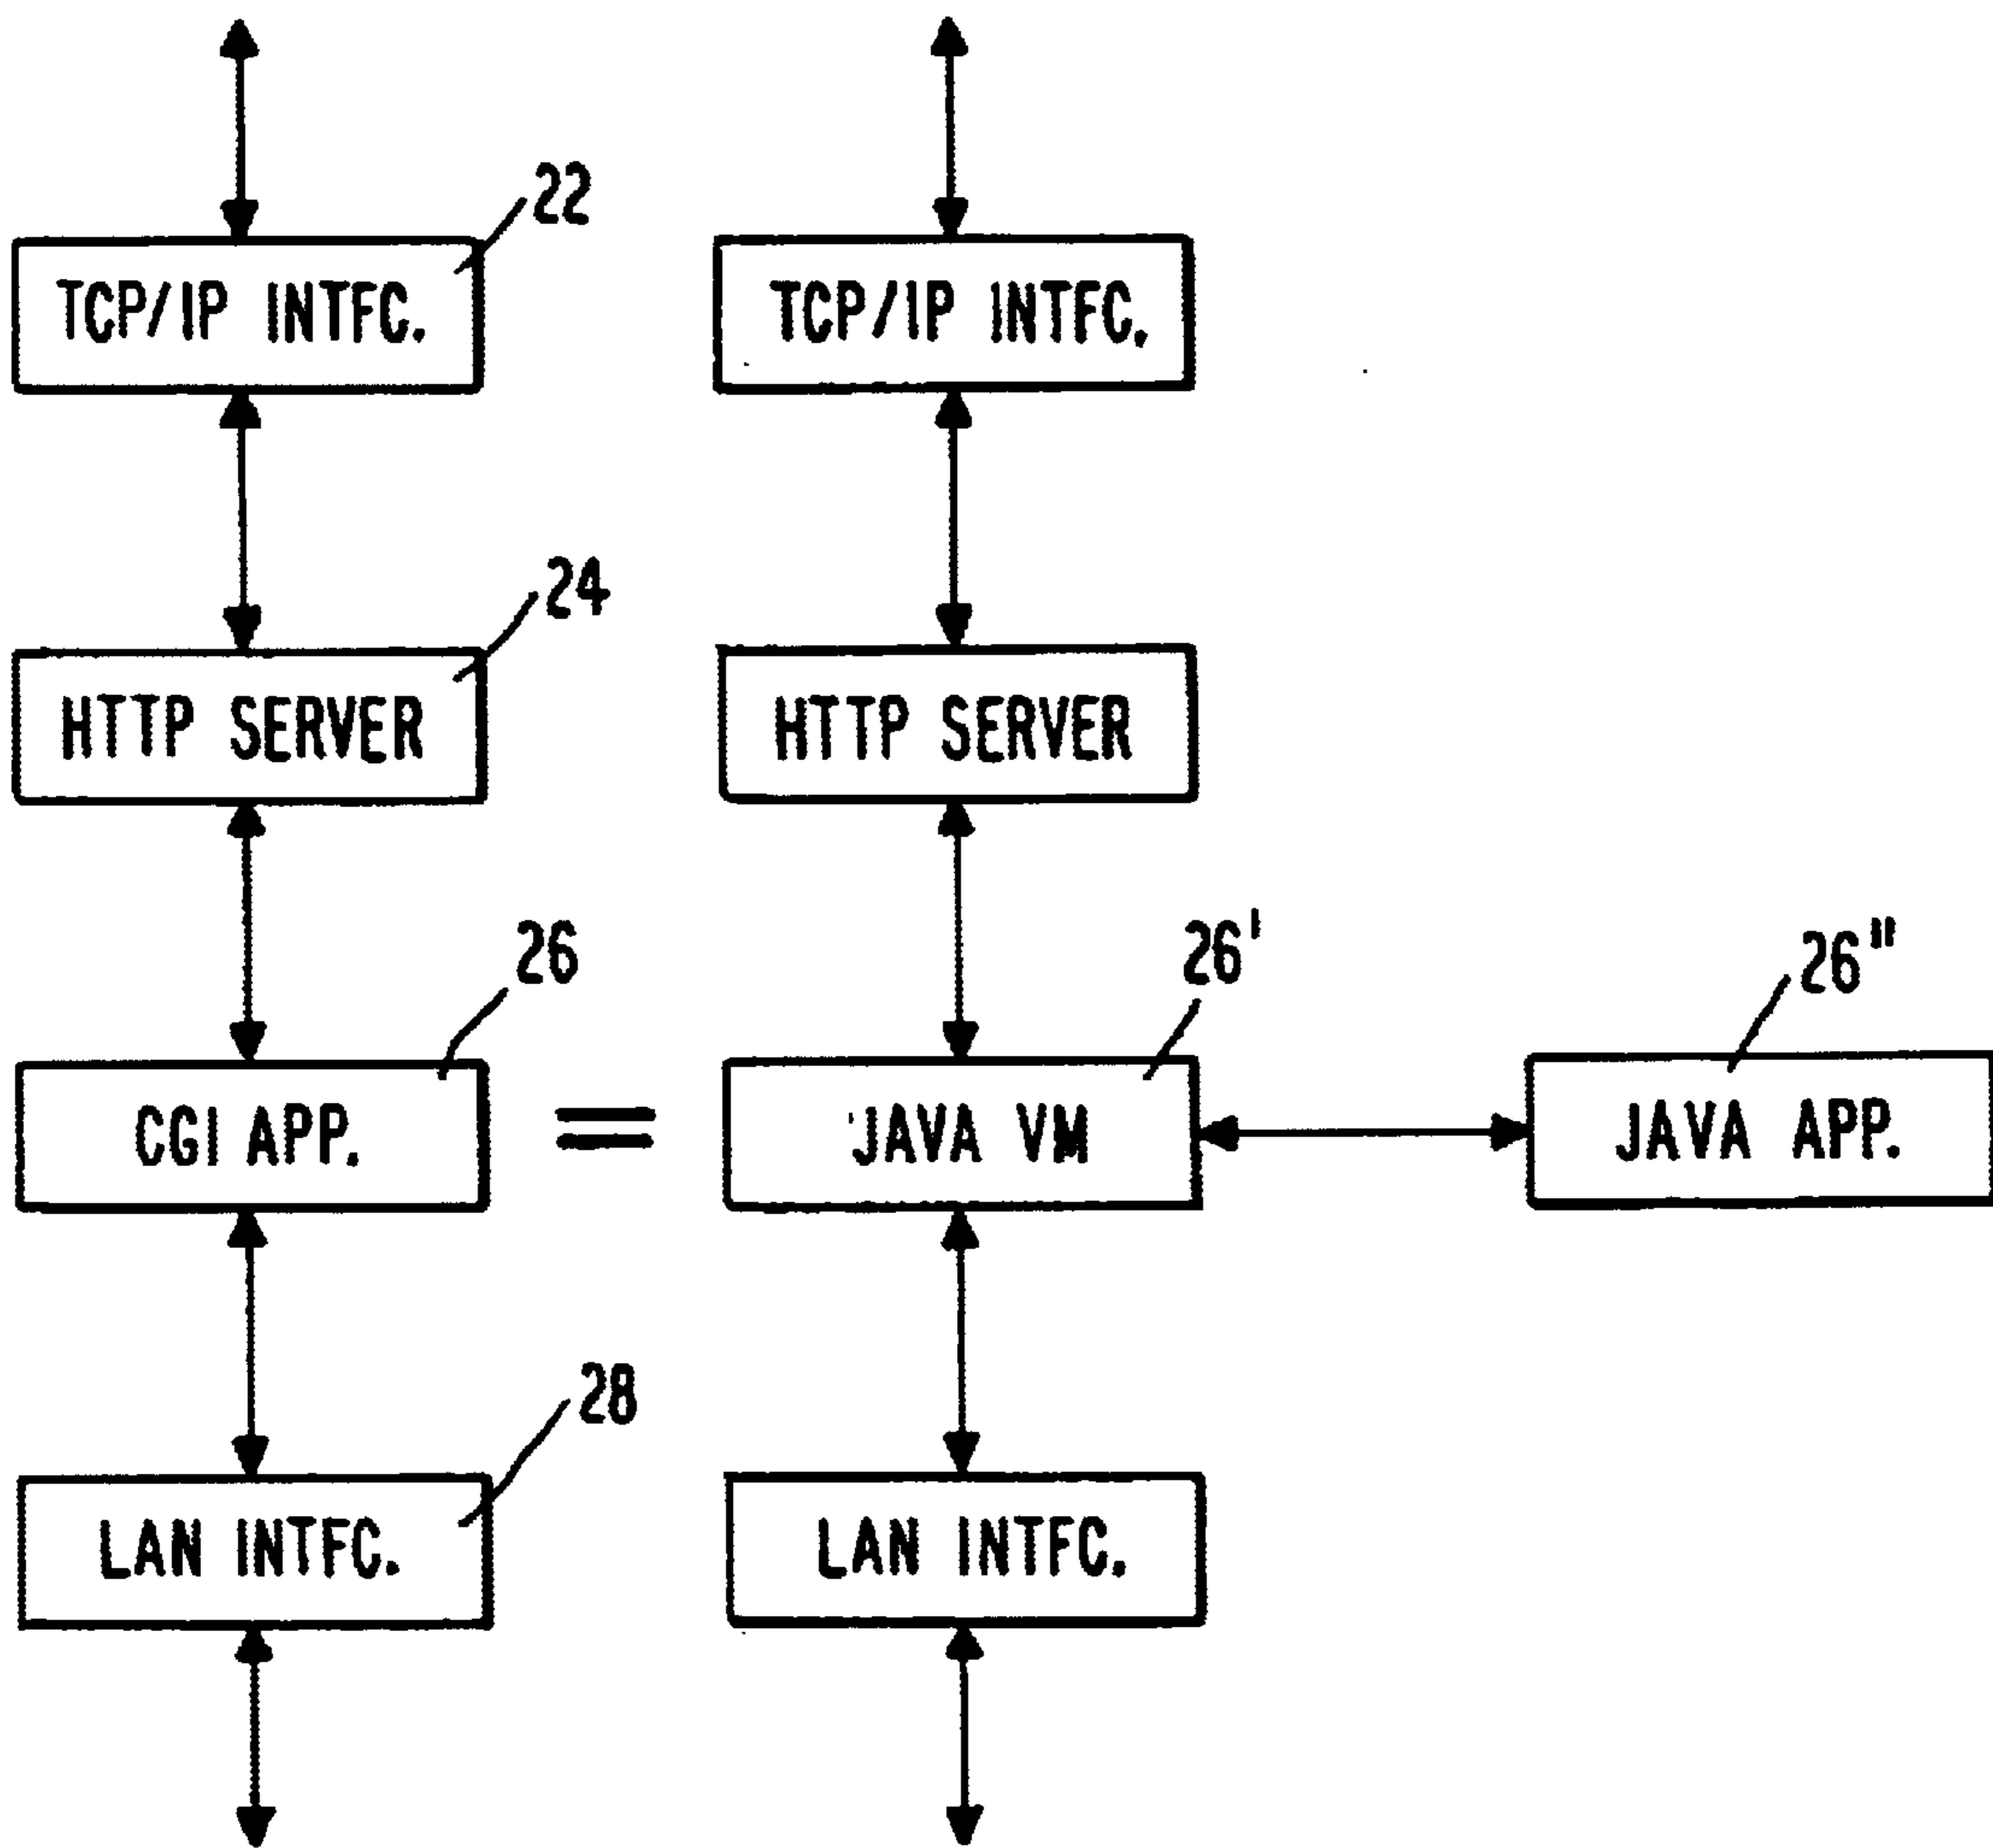 22
TCP/IP INTFC.
TCP/IP INTFC.
24
HTTP SERVER
HTTP SERVER
26
26'
26"
CGI APP.
=
JAVA VM
JAVA APP.
28
LAN INTFC.
LAN INTFC.